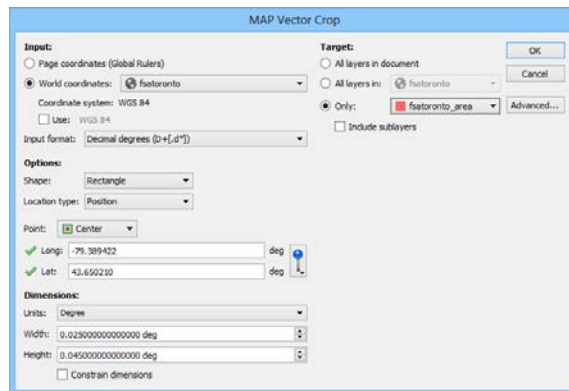 MAP Vector Crop
Input:
Page coordinates (Global Rulers)
World coordinates: fsatoronto
Coordinate system: WGS 84
Use: WGS 84
Input format: Decimal degrees (D+[.d*])
Options:
Shape: Rectangle
Location type: Position
Point: Center
Long: -79.389422 deg
Lat: 43.650210 deg
Dimensions:
Units: Degree
Width: 0.025000000000000 deg
Height: 0.045000000000000 deg
Constrain dimensions
Target:
All layers in document
All layers in: fsatoronto
Only: fsatoronto_area
Include sublayers
OK
Cancel
Advanced...